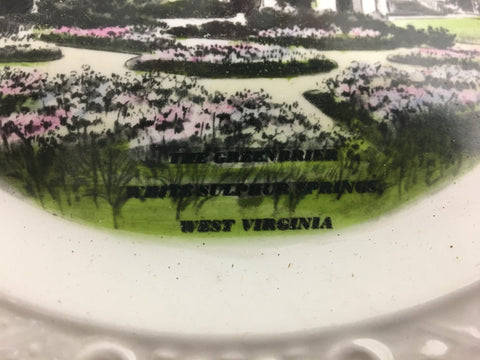 THE GREENBRIER
WHITE SULPHUR SPRINGS,
WEST VIRGINIA